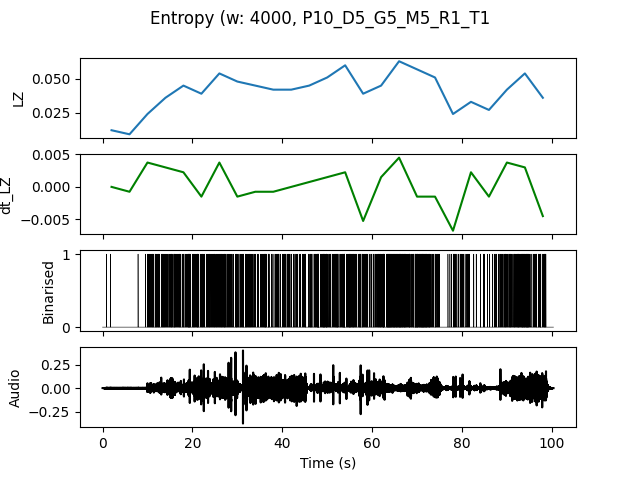 Entropy (w: 4000, P10_D5_G5_M5_R1_T1
LZ
0.050
0.025
dt_LZ
0.005
0.000
−0.005
Binarised
1
0
Audio
0.25
0.00
−0.25
0 20 40 60 80 100
Time (s)